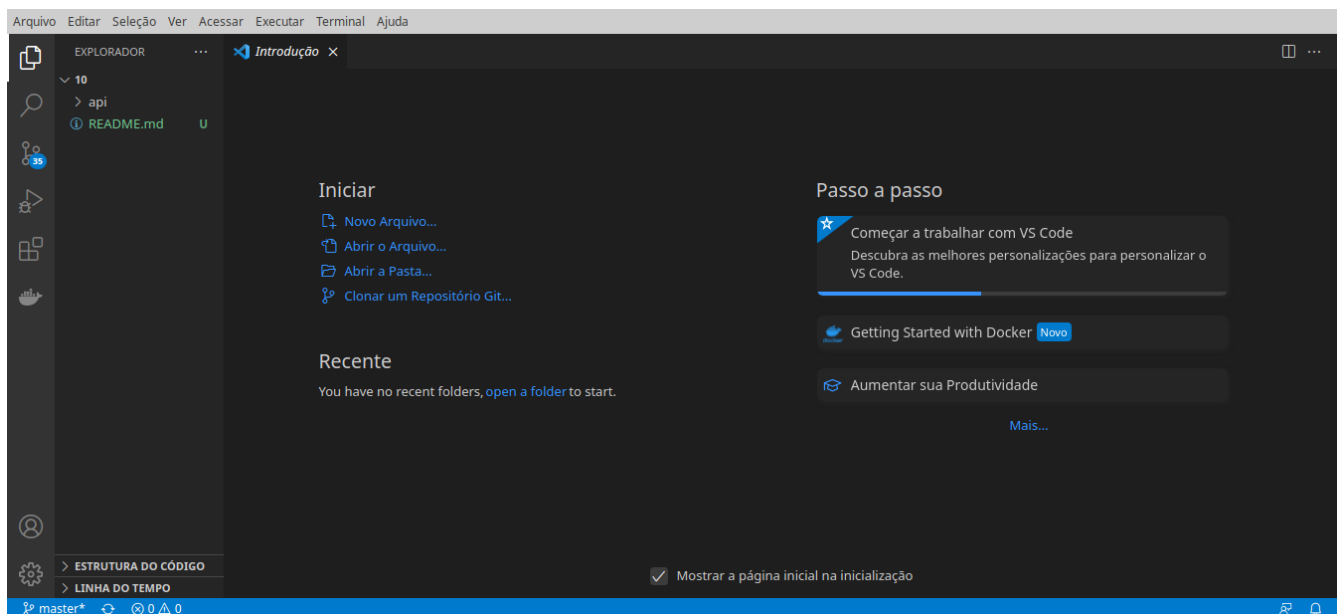 Arquivo Editar Seleção Ver Acessar Executar Terminal Ajuda
EXPLORADOR
Introdução
10
api
README.md U
35
Iniciar
Novo Arquivo...
Abrir o Arquivo...
Abrir a Pasta...
Clonar um Repositório Git...
Recente
You have no recent folders, open a folder to start.
Passo a passo
Começar a trabalhar com VS Code
Descubra as melhores personalizações para personalizar o
VS Code.
Getting Started with Docker Novo
Aumentar sua Produtividade
Mais...
ESTRUTURA DO CÓDIGO
LINHA DO TEMPO
Mostrar a página inicial na inicialização
master* 0 0